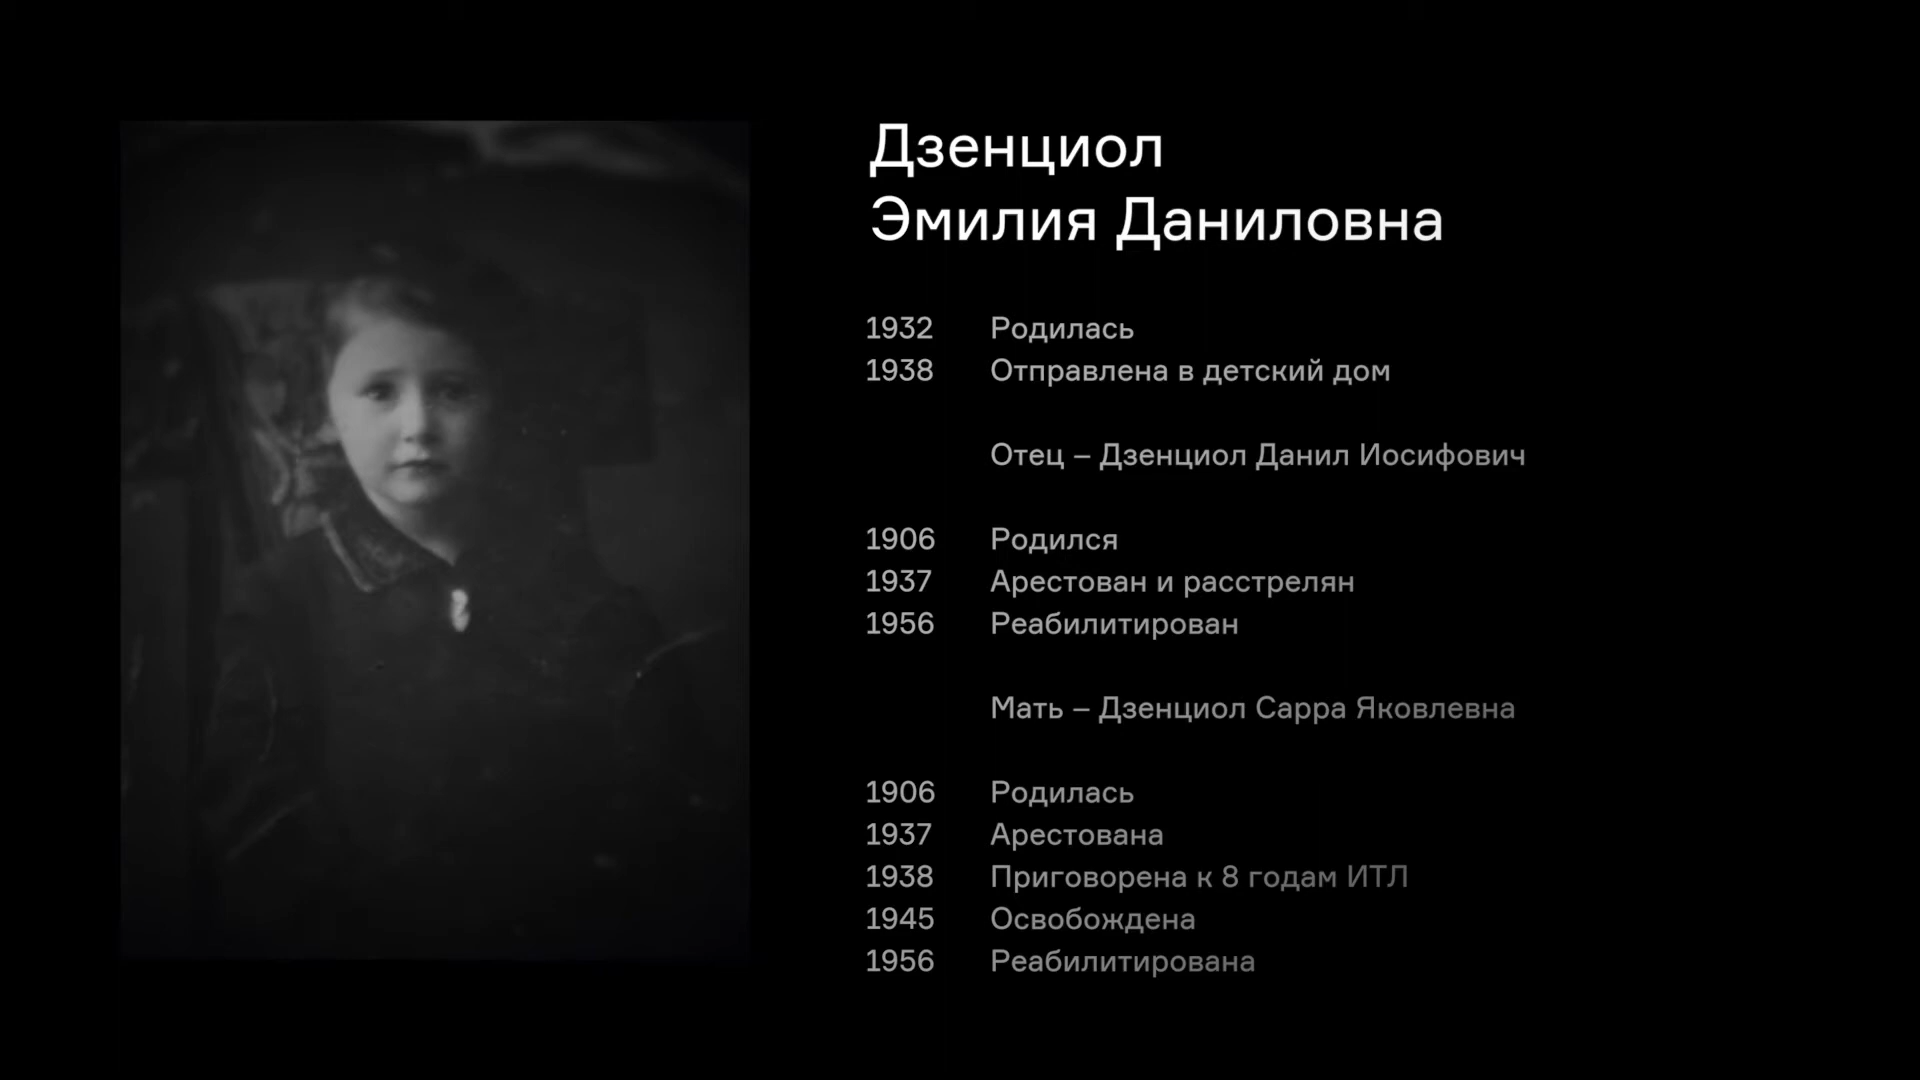 Дзенциол
Эмилия Даниловна
1932 Родилась
1938 Отправлена в детский дом
Отец – Дзенциол Данил Иосифович
1906 Родился
1937 Арестован и расстрелян
1956 Реабилитирован
Мать – Дзенциол Сарра Яковлевна
1906 Родилась
1937 Арестована
1938 Приговорена к 8 годам ИТЛ
1945 Освобождена
1956 Реабилитирована